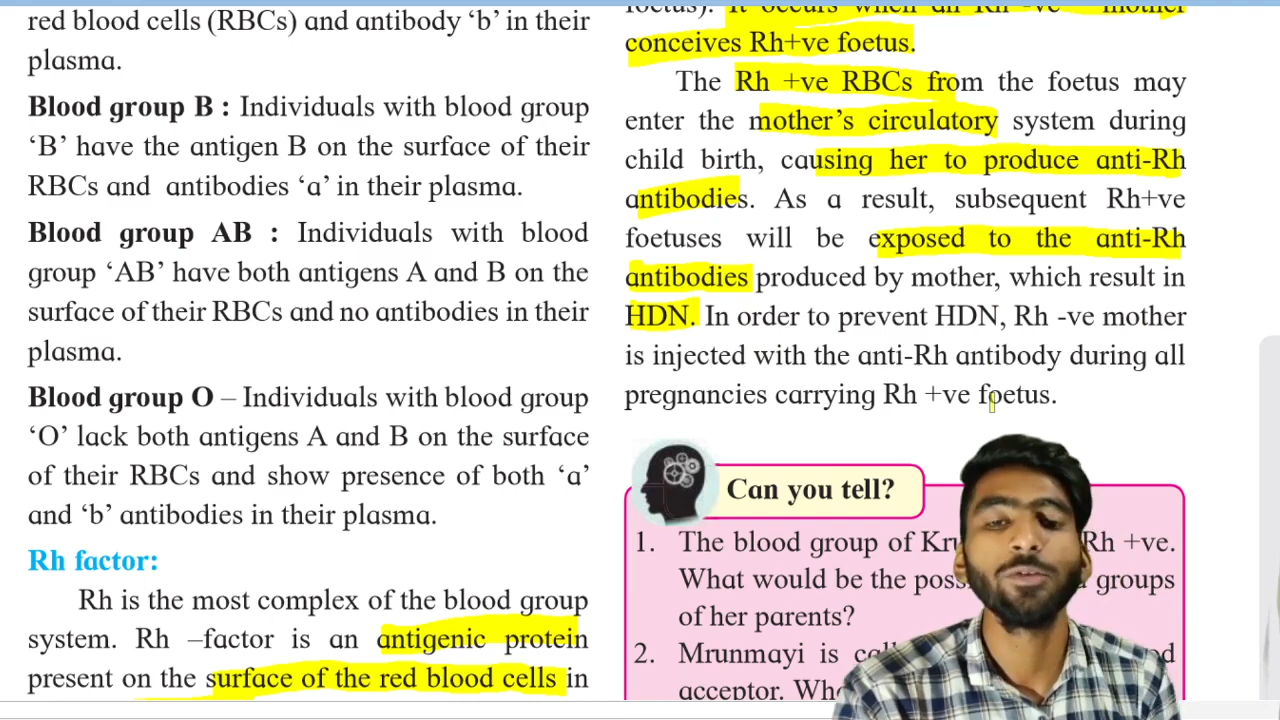 red blood cells (RBCs) and antibody ‘b’ in their
plasma.
Blood group B : Individuals with blood group
‘B’ have the antigen B on the surface of their
RBCs and antibodies ‘a’ in their plasma.
Blood group AB : Individuals with blood
group ‘AB’ have both antigens A and B on the
surface of their RBCs and no antibodies in their
plasma.
Blood group O – Individuals with blood group
‘O’ lack both antigens A and B on the surface
of their RBCs and show presence of both ‘a’
and ‘b’ antibodies in their plasma.
Rh factor:
Rh is the most complex of the blood group
system. Rh –factor is an antigenic protein
present on the surface of the red blood cells in
foetus). It occurs when an Rh -ve mother
conceives Rh+ve foetus.
The Rh +ve RBCs from the foetus may
enter the mother’s circulatory system during
child birth, causing her to produce anti-Rh
antibodies. As a result, subsequent Rh+ve
foetuses will be exposed to the anti-Rh
antibodies produced by mother, which result in
HDN. In order to prevent HDN, Rh -ve mother
is injected with the anti-Rh antibody during all
pregnancies carrying Rh +ve foetus.
Can you tell?
1. The blood group of Rh +ve.
What would be the groups
of her parents?
2. Mrunmayi is
acceptor.